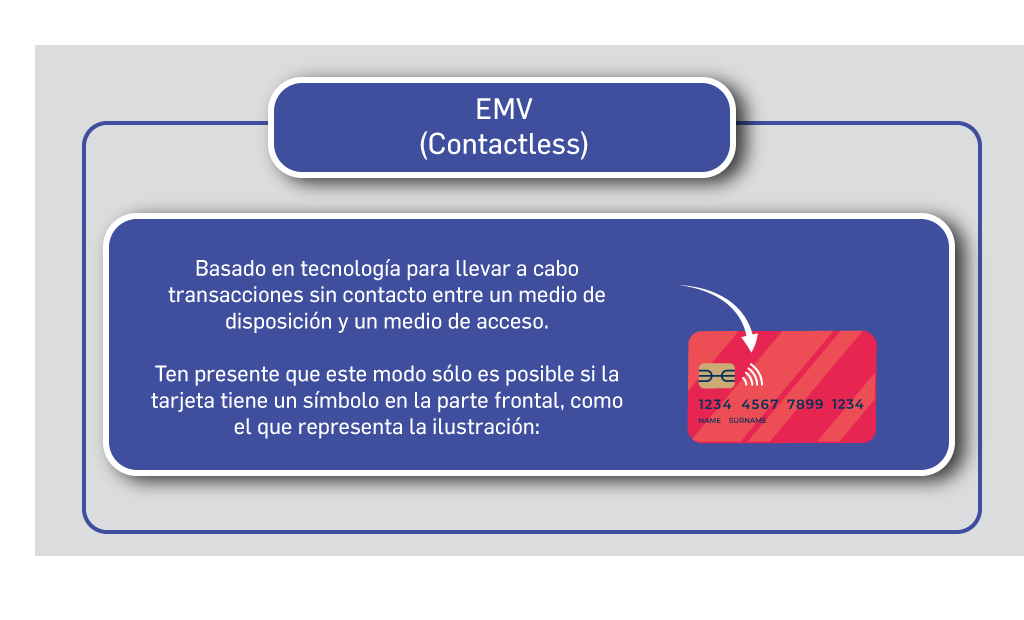 EMV
(Contactless)
Basado en tecnología para llevar a cabo
transacciones sin contacto entre un medio de
disposición y un medio de acceso.
Ten presente que este modo sólo es posible si la
tarjeta tiene un símbolo en la parte frontal, como
el que representa la ilustración:
1234 4567 7899 1234
NAME SURNAME